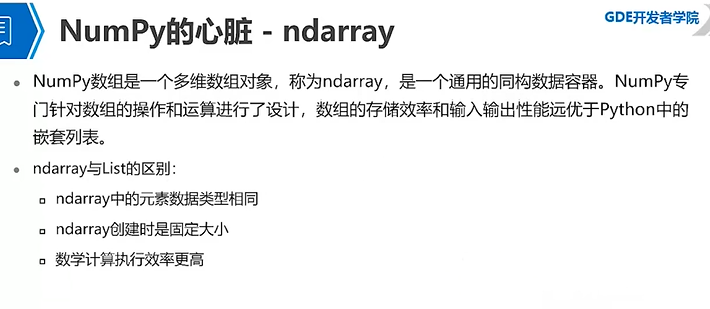 NumPy的心脏 - ndarray
GDE开发者学院
NumPy数组是一个多维数组对象，称为ndarray，是一个通用的同构数据容器。NumPy专
门针对数组的操作和运算进行了设计，数组的存储效率和输入输出性能远优于Python中的
嵌套列表。
ndarray与List的区别：
ndarray中的元素数据类型相同
ndarray创建时是固定大小
数学计算执行效率更高